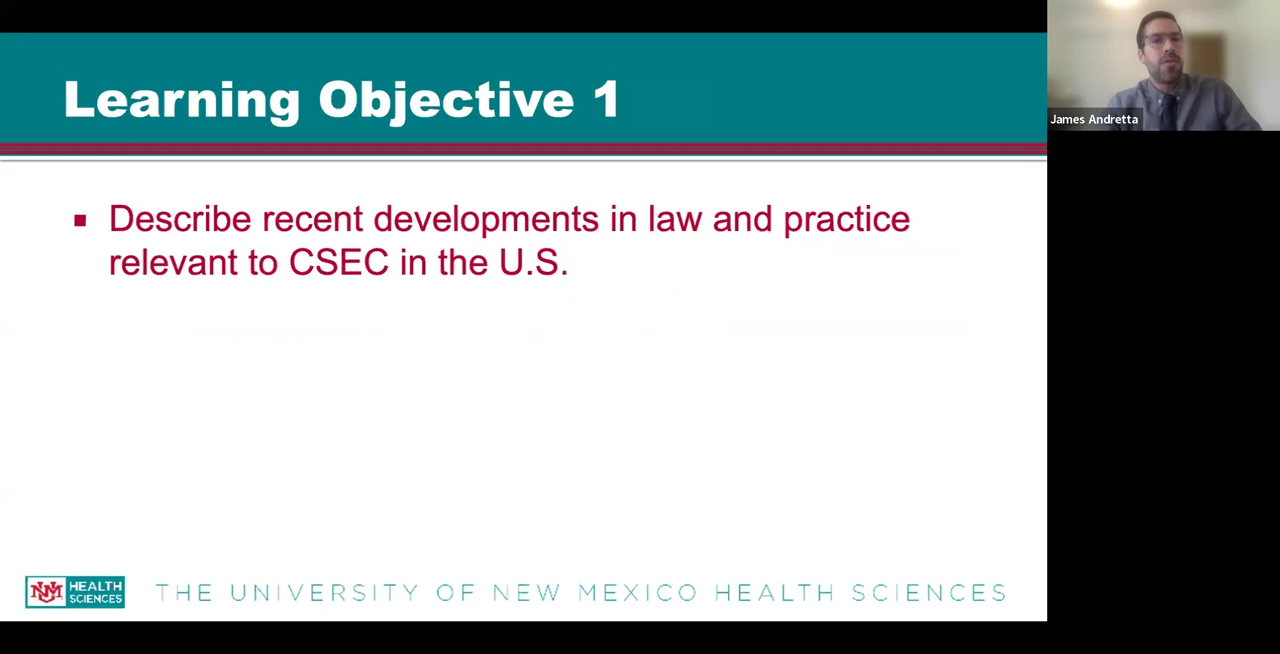 Learning Objective 1
James Andretta
▪ Describe recent developments in law and practice
relevant to CSEC in the U.S.
UNM HEALTH
SCIENCES
THE UNIVERSITY OF NEW MEXICO HEALTH SCIENCES